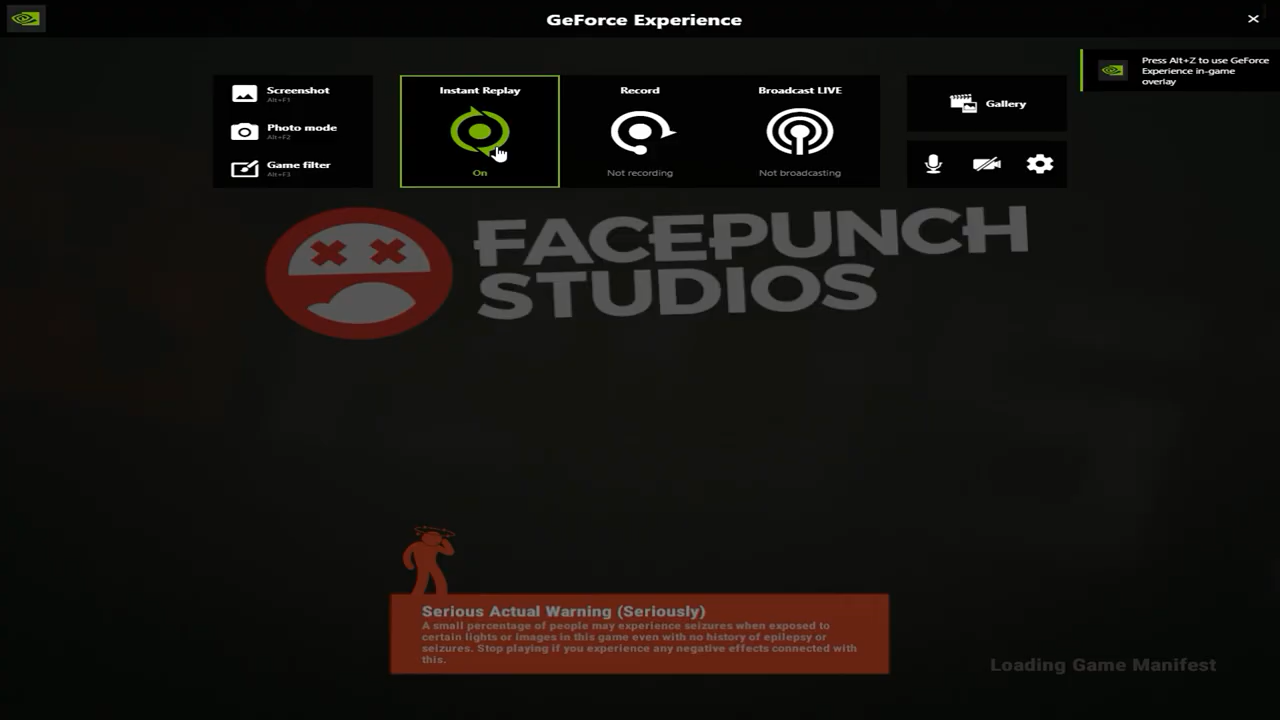 GeForce Experience
Press Alt+Z to use GeForce
Experience in-game
overlay
Screenshot
Alt+F1
Photo mode
Alt+F2
Game filter
Alt+F3
Instant Replay
On
Record
Not recording
Broadcast LIVE
Not broadcasting
Gallery
FACEPUNCH
STUDIOS
Serious Actual Warning (Seriously)
A small percentage of people may experience seizures when exposed to
certain lights or images in this game even with no history of epilepsy or
seizures. Stop playing if you experience any negative effects connected with
this.
Loading Game Manifest